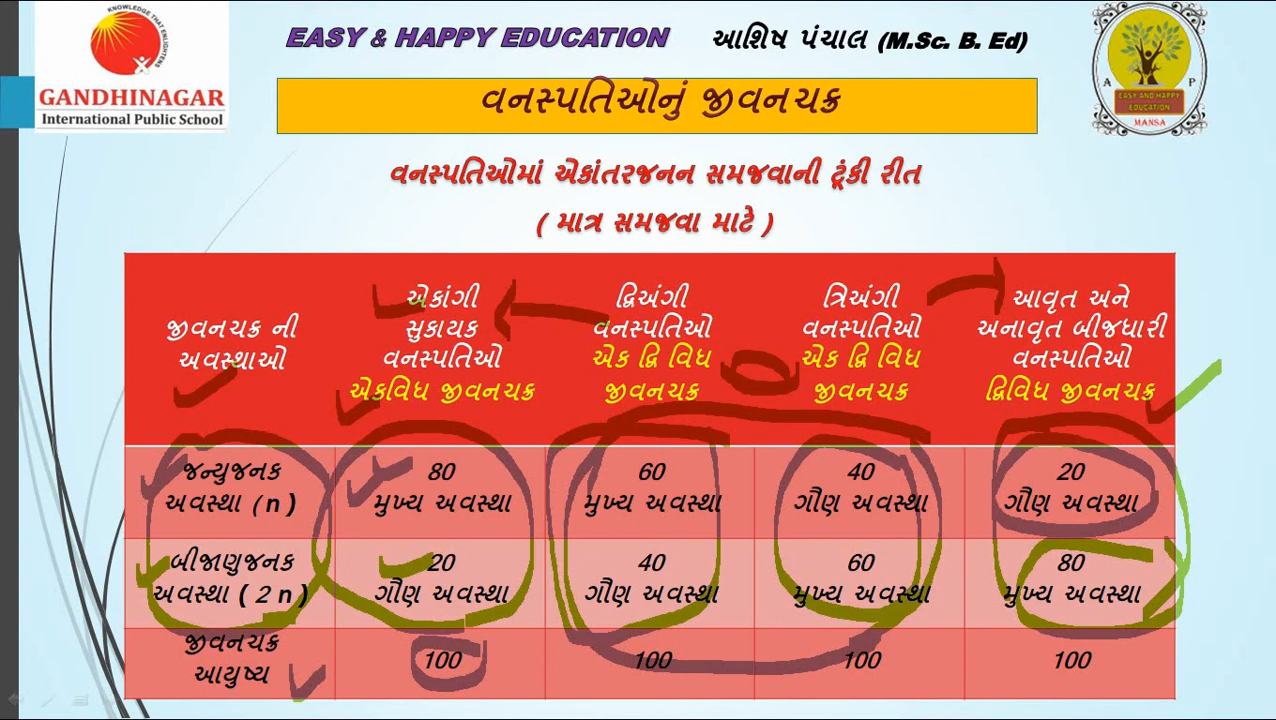 KNOWLEDGE THAT ENLIGHTENS
GANDHINAGAR
International Public School
EASY & HAPPY EDUCATION આશિષ પંચાલ (M.Sc. B. Ed)
A P
EASY AND HAPPY
EDUCATION
MANSA
વનસ્પતિઓનું જીવનચક્ર
વનસ્પતિઓમાં એકાંતરજનન સમજવાની ટૂંકી રીત
( માત્ર સમજવા માટે )
જીવનચક્ર ની
અવસ્થાઓ
એકાંગી
સુકાયક
વનસ્પતિઓ
એકવિધ જીવનચક્ર
દ્વિઅંગી
વનસ્પતિઓ
એક દ્વિ વિધ
જીવનચક્ર
ત્રિઅંગી
વનસ્પતિઓ
એક દ્વિ વિધ
જીવનચક્ર
આવૃત અને
અનાવૃત બીજધારી
વનસ્પતિઓ
દ્વિવિધ જીવનચક્ર
જન્યુજનક
અવસ્થા ( n )
80
મુખ્ય અવસ્થા
60
મુખ્ય અવસ્થા
40
ગૌણ અવસ્થા
20
ગૌણ અવસ્થા
બીજાણુજનક
અવસ્થા ( 2 n )
20
ગૌણ અવસ્થા
40
ગૌણ અવસ્થા
60
મુખ્ય અવસ્થા
80
મુખ્ય અવસ્થા
જીવનચક્ર
આયુષ્ય
100
100
100
100